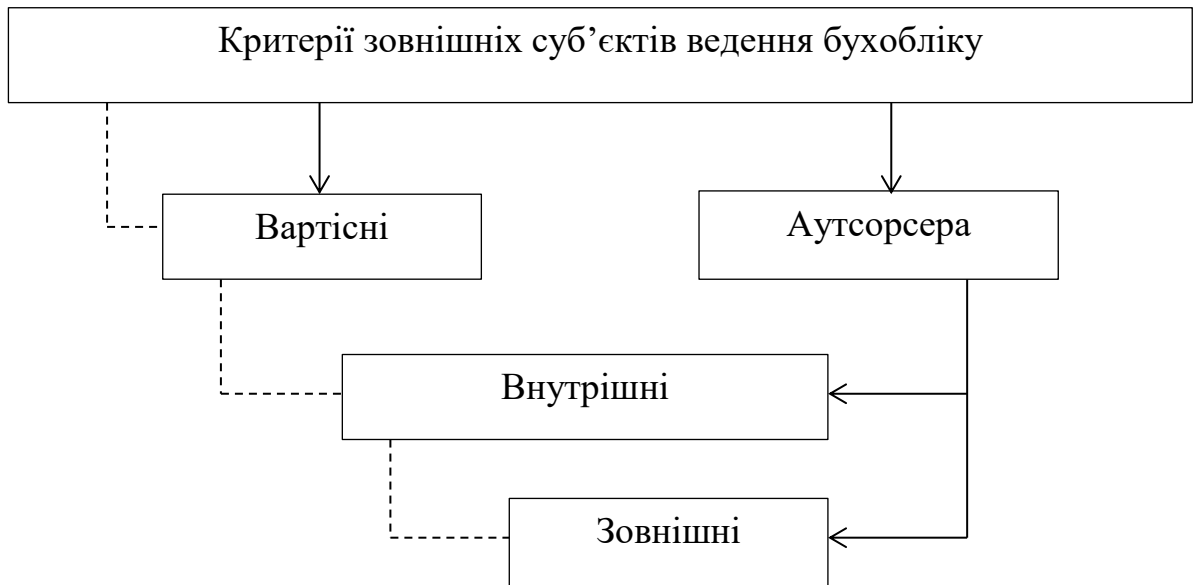 Критерії зовнішніх суб’єктів ведення бухобліку
Вартісні
Аутсорсера
Внутрішні
Зовнішні